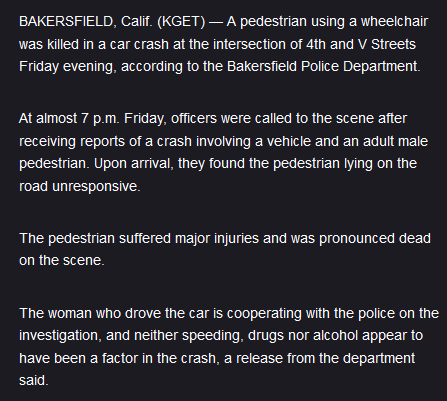 BAKERSFIELD, Calif. (KGET) — A pedestrian using a wheelchair
was killed in a car crash at the intersection of 4th and V Streets
Friday evening, according to the Bakersfield Police Department.
At almost 7 p.m. Friday, officers were called to the scene after
receiving reports of a crash involving a vehicle and an adult male
pedestrian. Upon arrival, they found the pedestrian lying on the
road unresponsive.
The pedestrian suffered major injuries and was pronounced dead
on the scene.
The woman who drove the car is cooperating with the police on the
investigation, and neither speeding, drugs nor alcohol appear to
have been a factor in the crash, a release from the department
said.